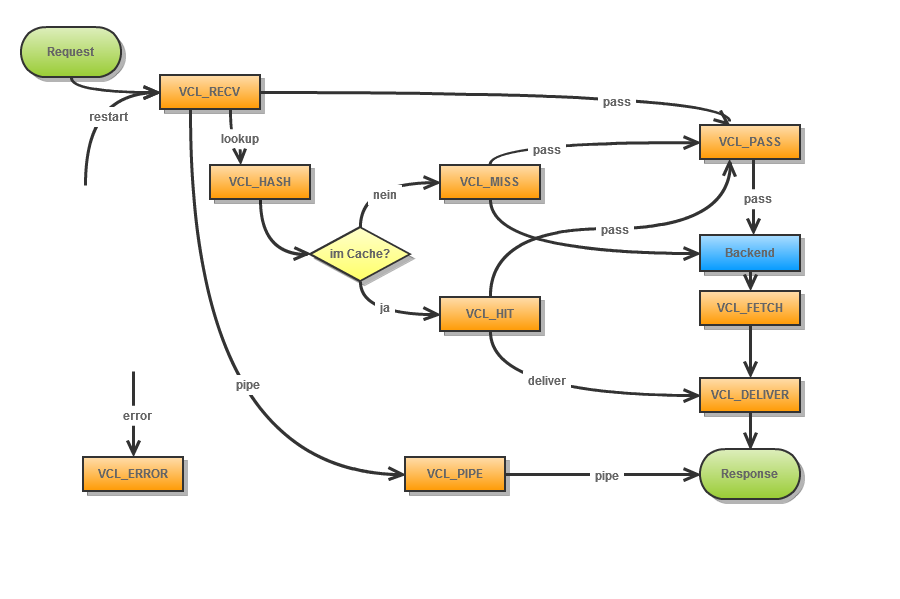 Request
VCL_RECV
pass
restart
lookup
VCL_PASS
pass
VCL_HASH
VCL_MISS
nein
pass
pass
im Cache?
Backend
ja
VCL_HIT
VCL_FETCH
deliver
pipe
VCL_DELIVER
error
VCL_ERROR
VCL_PIPE
pipe
Response